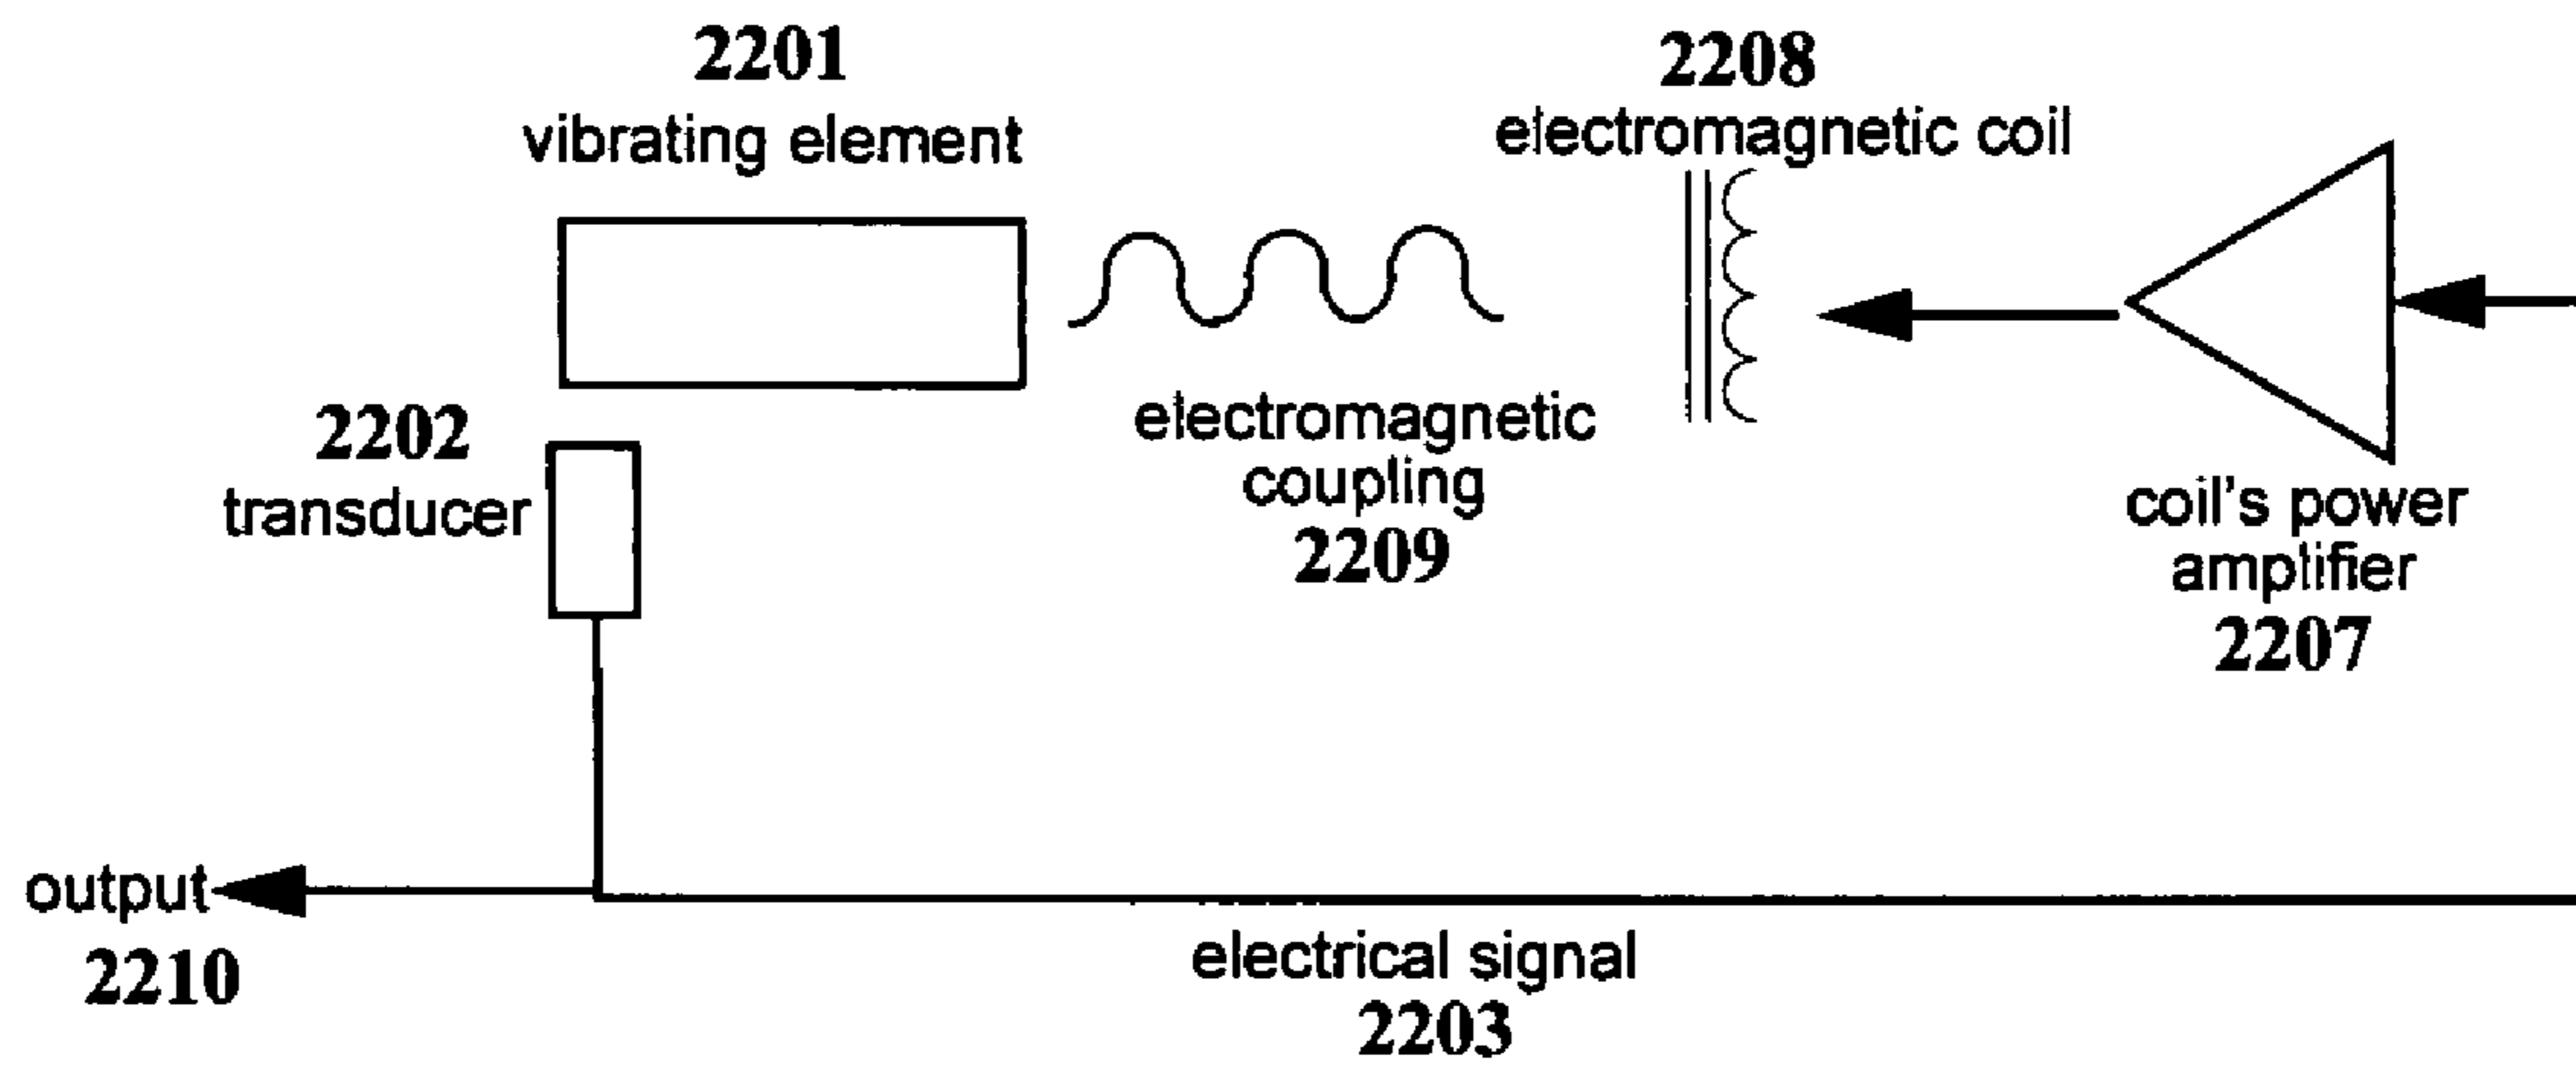 2201
vibrating element
2208
electromagnetic coil
2202
transducer
electromagnetic
coupling
2209
coil's power
amplifier
2207
output
2210
electrical signal
2203